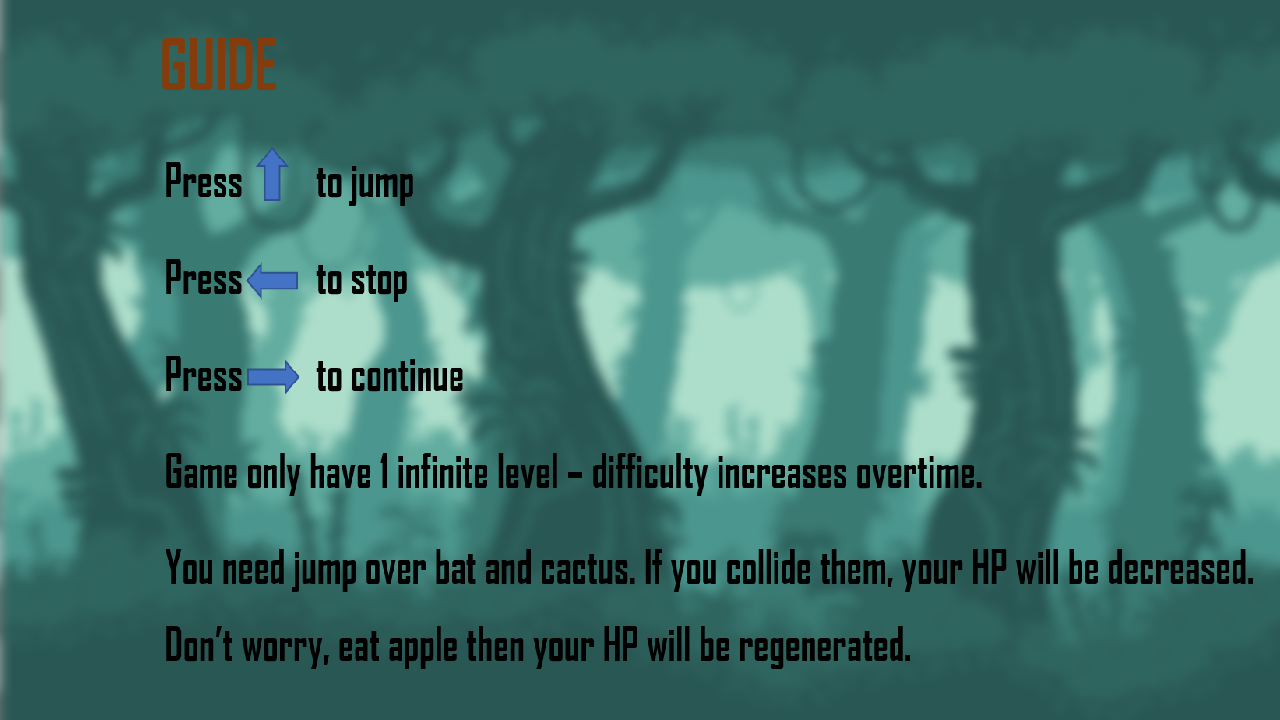 GUIDE
Press to jump
Press to stop
Press to continue
Game only have 1 infinite level – difficulty increases overtime.
You need jump over bat and cactus. If you collide them, your HP will be decreased.
Don't worry, eat apple then your HP will be regenerated.